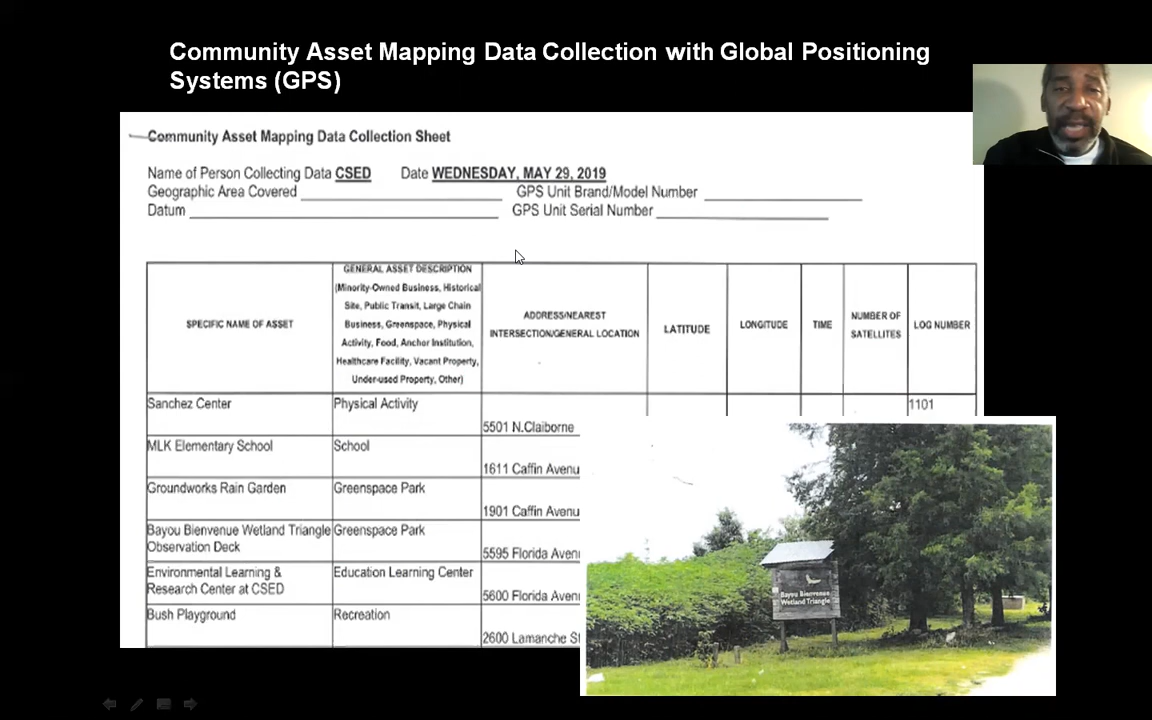 Community Asset Mapping Data Collection with Global Positioning
Systems (GPS)
Community Asset Mapping Data Collection Sheet
Name of Person Collecting Data CSED Date WEDNESDAY, MAY 29, 2019
Geographic Area Covered GPS Unit Brand/Model Number
Datum GPS Unit Serial Number
SPECIFIC NAME OF ASSET
GENERAL ASSET DESCRIPTION
(Minority-Owned Business, Historical
Site, Public Transit, Large Chain
Business, Greenspace, Physical
Activity, Food, Anchor Institution,
Healthcare Facility, Vacant Property,
Under-used Property, Other)
ADDRESS/NEAREST
INTERSECTION/GENERAL LOCATION
LATITUDE
LONGITUDE
TIME
NUMBER OF
SATELLITES
LOG NUMBER
Sanchez Center
Physical Activity
5501 N.Claiborne
1101
MLK Elementary School
School
1611 Caffin Avenu
Groundworks Rain Garden
Greenspace Park
1901 Caffin Avenu
Bayou Bienvenue Wetland Triangle
Observation Deck
Greenspace Park
5595 Florida Aven
Environmental Learning &
Research Center at CSED
Education Learning Center
5600 Florida Aven
Bush Playground
Recreation
2600 Lamanche St
Bayou Bienvenue
Wetland Triangle